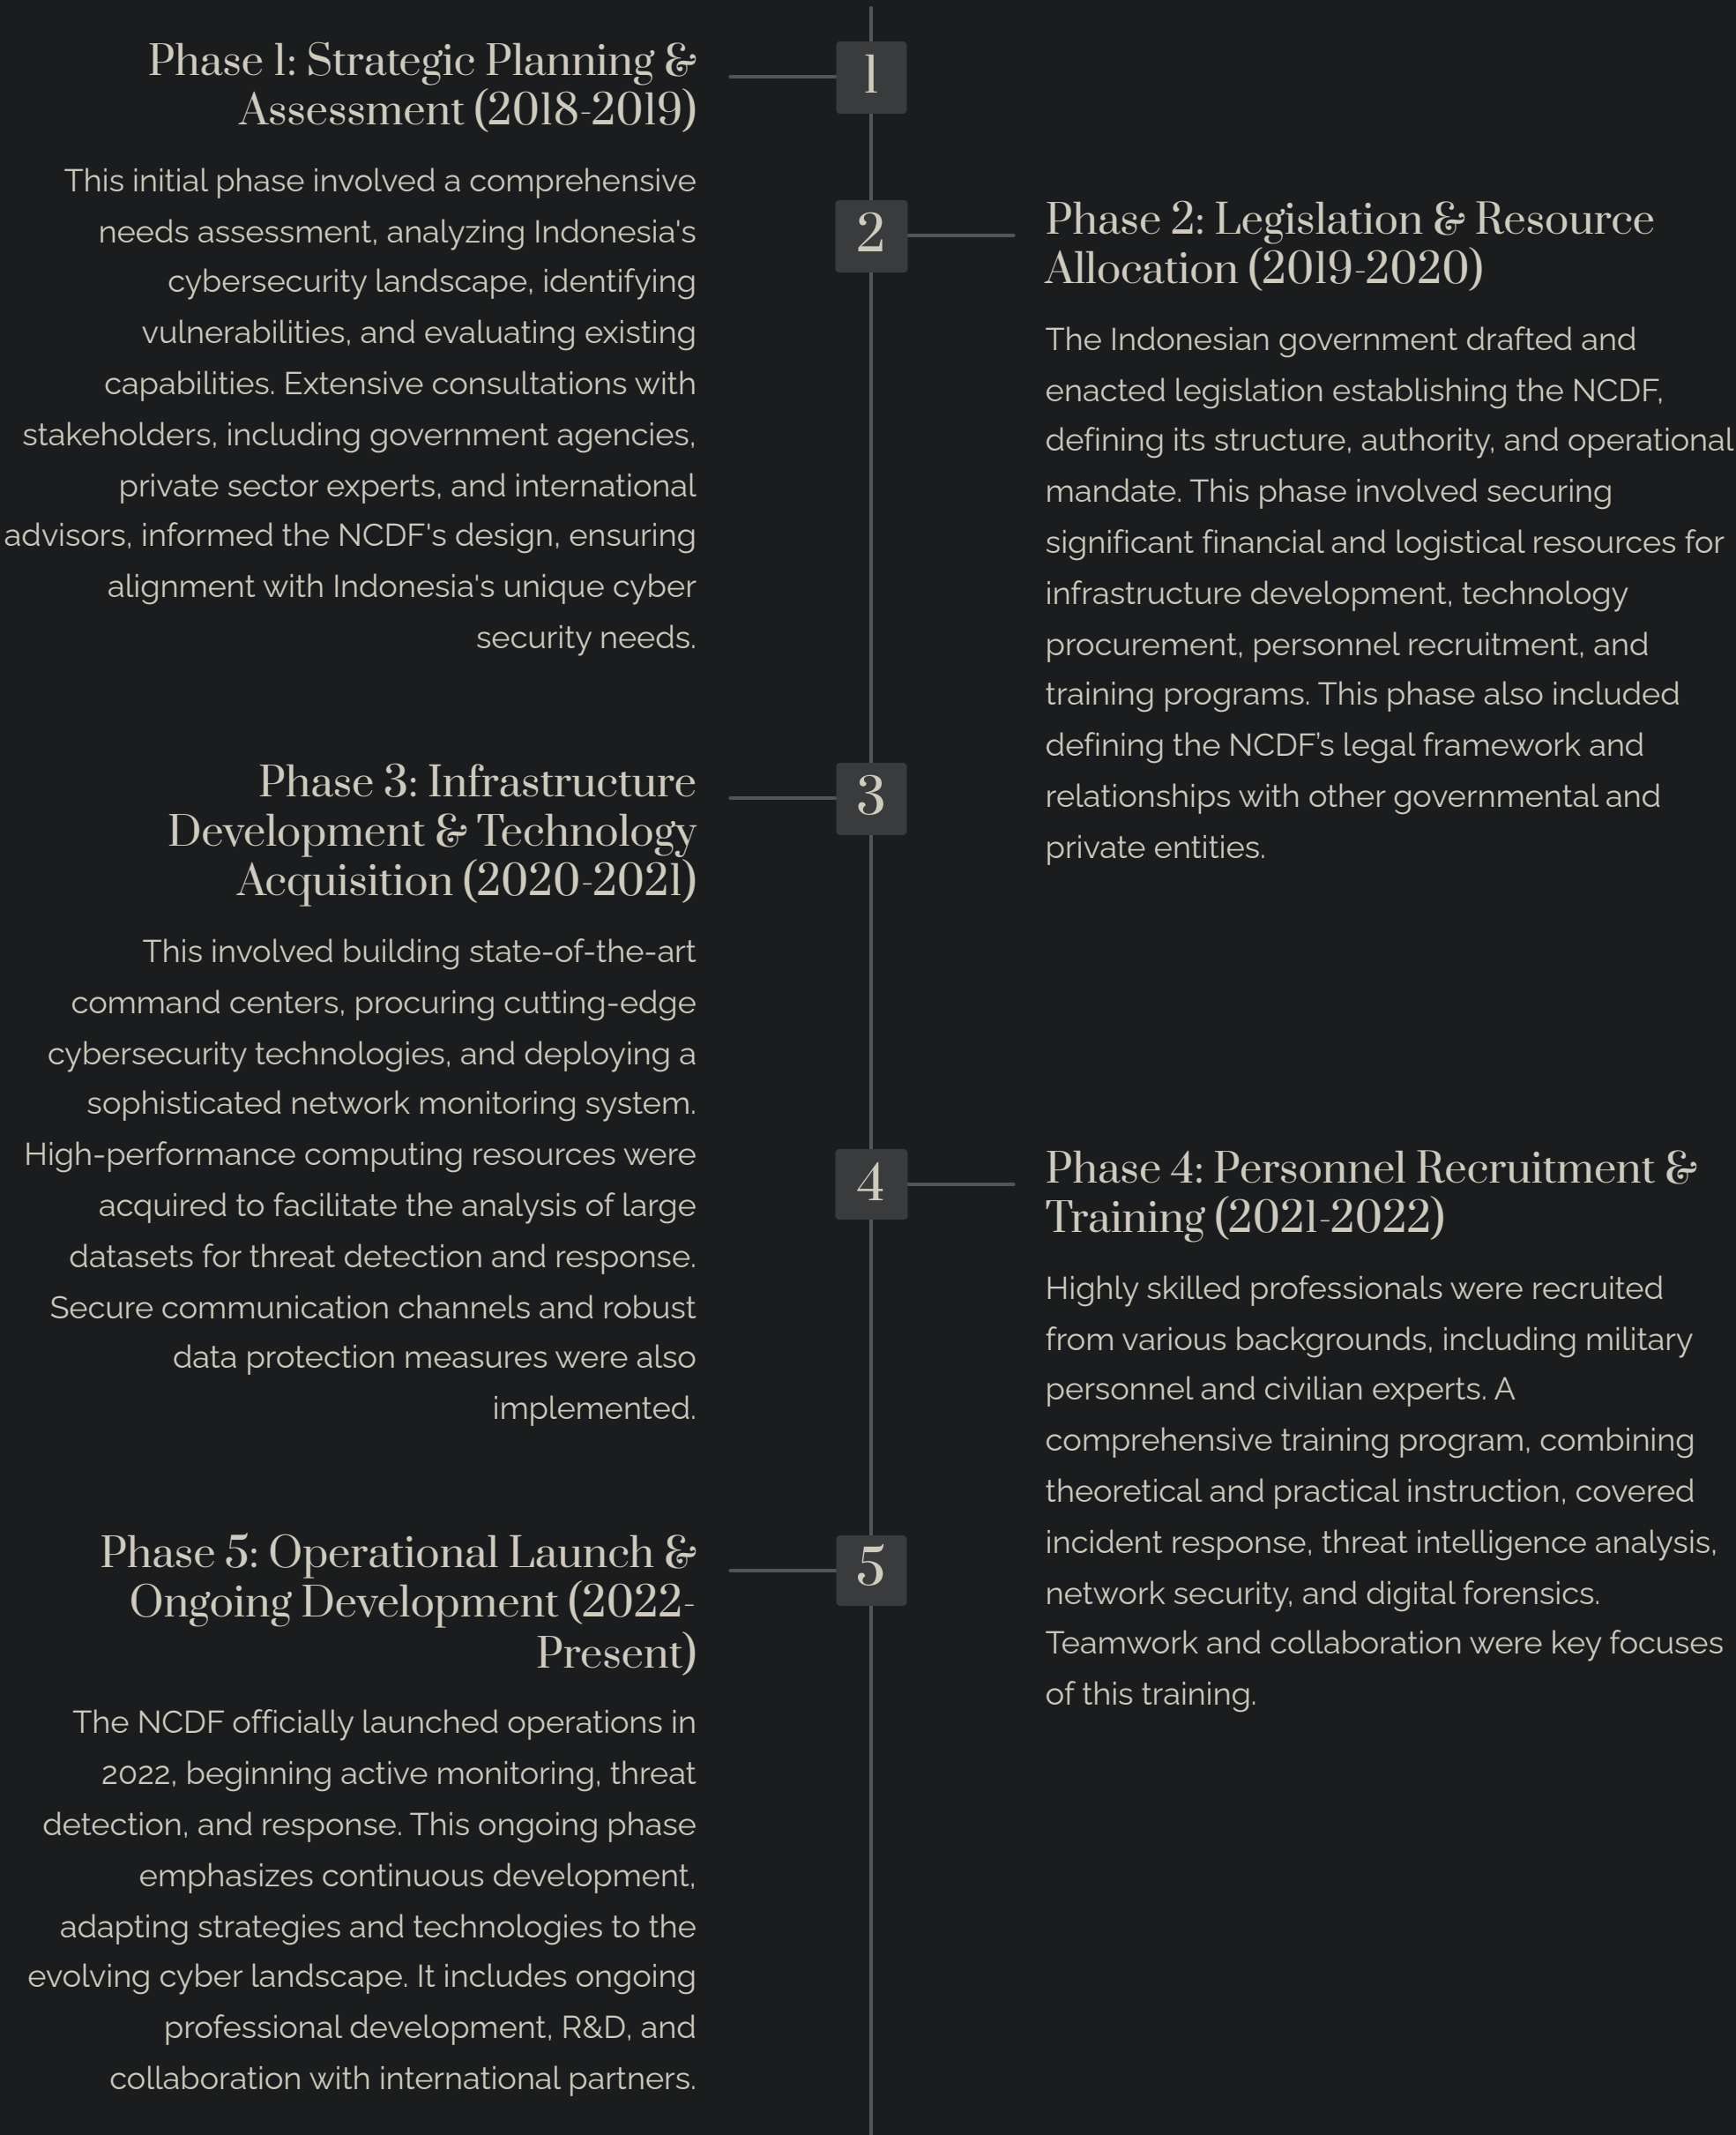 1
Phase 1: Strategic Planning &
Assessment (2018-2019)
This initial phase involved a comprehensive
needs assessment, analyzing Indonesia's
cybersecurity landscape, identifying
vulnerabilities, and evaluating existing
capabilities. Extensive consultations with
stakeholders, including government agencies,
private sector experts, and international
advisors, informed the NCDF's design, ensuring
alignment with Indonesia's unique cyber
security needs.
2
Phase 2: Legislation & Resource
Allocation (2019-2020)
The Indonesian government drafted and
enacted legislation establishing the NCDF,
defining its structure, authority, and operational
mandate. This phase involved securing
significant financial and logistical resources for
infrastructure development, technology
procurement, personnel recruitment, and
training programs. This phase also included
defining the NCDF’s legal framework and
relationships with other governmental and
private entities.
3
Phase 3: Infrastructure
Development & Technology
Acquisition (2020-2021)
This involved building state-of-the-art
command centers, procuring cutting-edge
cybersecurity technologies, and deploying a
sophisticated network monitoring system.
High-performance computing resources were
acquired to facilitate the analysis of large
datasets for threat detection and response.
Secure communication channels and robust
data protection measures were also
implemented.
4
Phase 4: Personnel Recruitment &
Training (2021-2022)
Highly skilled professionals were recruited
from various backgrounds, including military
personnel and civilian experts. A
comprehensive training program, combining
theoretical and practical instruction, covered
incident response, threat intelligence analysis,
network security, and digital forensics.
Teamwork and collaboration were key focuses
of this training.
5
Phase 5: Operational Launch &
Ongoing Development (2022-
Present)
The NCDF officially launched operations in
2022, beginning active monitoring, threat
detection, and response. This ongoing phase
emphasizes continuous development,
adapting strategies and technologies to the
evolving cyber landscape. It includes ongoing
professional development, R&D, and
collaboration with international partners.